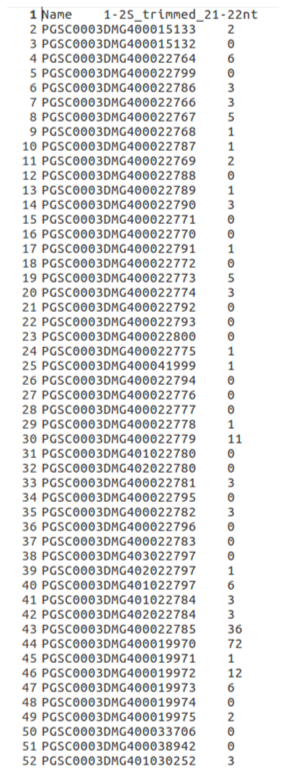 1 Name 1-2S_trimmed_21-22nt
2 PGSC0003DMG400015133 2
3 PGSC0003DMG400015132 0
4 PGSC0003DMG400022764 6
5 PGSC0003DMG400022799 0
6 PGSC0003DMG400022786 3
7 PGSC0003DMG400022766 3
8 PGSC0003DMG400022767 5
9 PGSC0003DMG400022768 1
10 PGSC0003DMG400022787 1
11 PGSC0003DMG400022769 2
12 PGSC0003DMG400022788 0
13 PGSC0003DMG400022789 1
14 PGSC0003DMG400022790 3
15 PGSC0003DMG400022771 0
16 PGSC0003DMG400022770 0
17 PGSC0003DMG400022791 1
18 PGSC0003DMG400022772 0
19 PGSC0003DMG400022773 5
20 PGSC0003DMG400022774 3
21 PGSC0003DMG400022792 0
22 PGSC0003DMG400022793 0
23 PGSC0003DMG400022800 0
24 PGSC0003DMG400022775 1
25 PGSC0003DMG400041999 1
26 PGSC0003DMG400022794 0
27 PGSC0003DMG400022776 0
28 PGSC0003DMG400022777 0
29 PGSC0003DMG400022778 1
30 PGSC0003DMG400022779 11
31 PGSC0003DMG401022780 0
32 PGSC0003DMG402022780 0
33 PGSC0003DMG400022781 3
34 PGSC0003DMG400022795 0
35 PGSC0003DMG400022782 3
36 PGSC0003DMG400022796 0
37 PGSC0003DMG400022783 0
38 PGSC0003DMG403022797 0
39 PGSC0003DMG402022797 1
40 PGSC0003DMG401022797 6
41 PGSC0003DMG401022784 3
42 PGSC0003DMG402022784 3
43 PGSC0003DMG400022785 36
44 PGSC0003DMG400019970 72
45 PGSC0003DMG400019971 1
46 PGSC0003DMG400019972 12
47 PGSC0003DMG400019973 6
48 PGSC0003DMG400019974 0
49 PGSC0003DMG400019975 2
50 PGSC0003DMG400033706 0
51 PGSC0003DMG400038942 0
52 PGSC0003DMG401030252 3